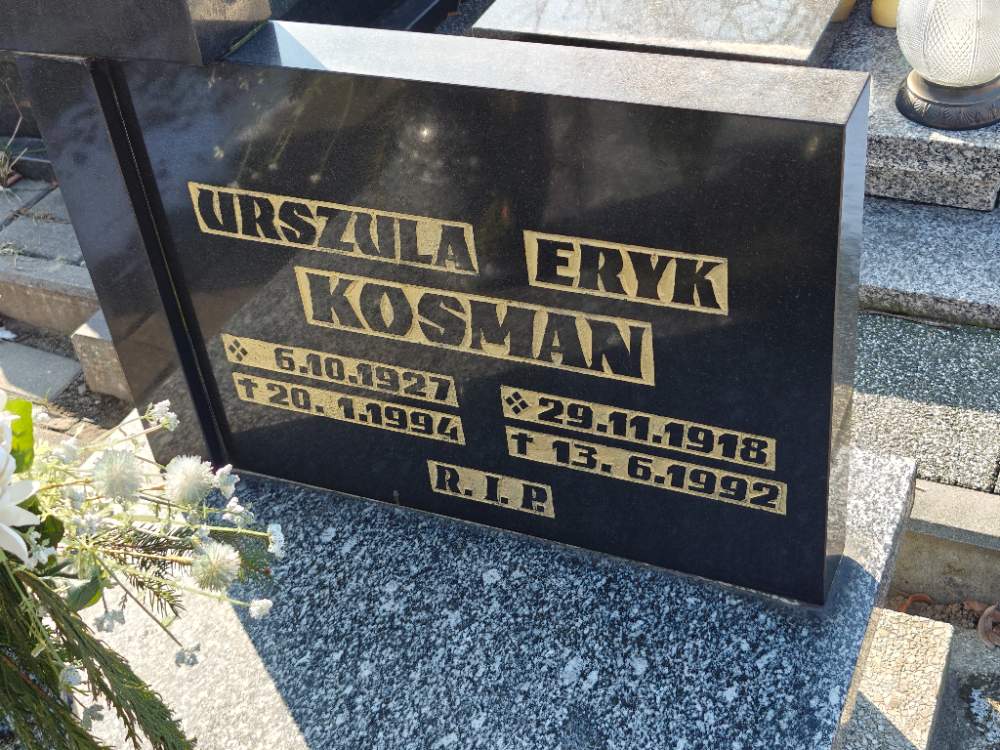 URSZULA ERYK
KOSMAN
❖ 6.10.1927
✝ 20. 1.1994
❖ 29.11.1918
✝ 13. 6.1992
R. I. P.